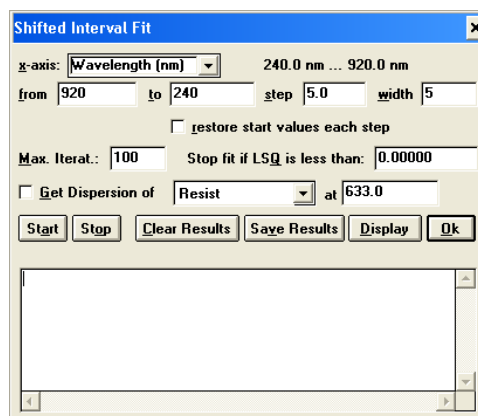 Shifted Interval Fit
x-axis: Wavelength (nm) 240.0 nm ... 920.0 nm
from 920 to 240 step 5.0 width 5
restore start values each step
Max. Iterat.: 100 Stop fit if LSQ is less than: 0.00000
Get Dispersion of Resist at 633.0
Start Stop Clear Results Save Results Display Ok